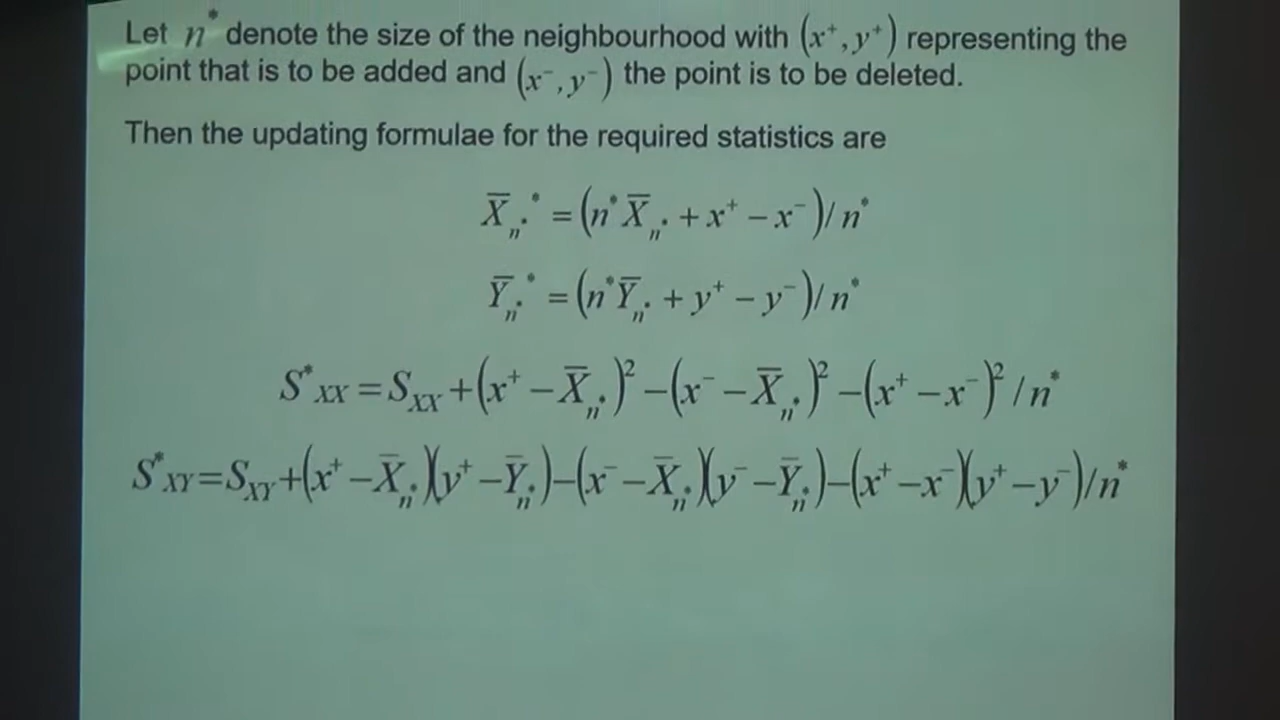 Let n* denote the size of the neighbourhood with (x⁺, y⁺) representing the
point that is to be added and (x⁻, y⁻) the point is to be deleted.
Then the updating formulae for the required statistics are
X̄ₙ•* = (n* X̄ₙ• + x⁺ − x⁻)/ n*
Ȳₙ•* = (n* Ȳₙ• + y⁺ − y⁻)/ n*
S*XX = SXX + (x⁺ − X̄ₙ•)² − (x⁻ − X̄ₙ•)² − (x⁺ − x⁻)² / n*
S*XY = SXY + (x⁺ − X̄ₙ•)(y⁺ − Ȳₙ•) − (x⁻ − X̄ₙ•)(y⁻ − Ȳₙ•) − (x⁺ − x⁻)(y⁺ − y⁻)/n*